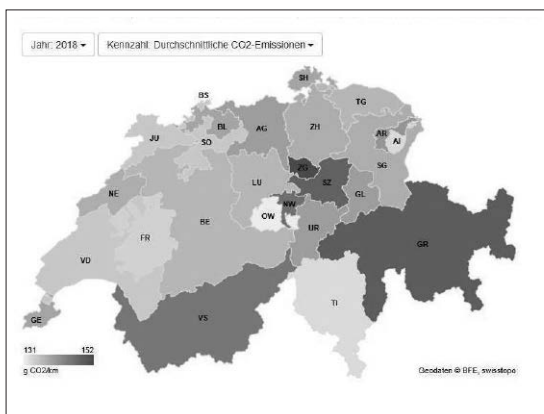 Jahr: 2018
Kennzahl: Durchschnittliche CO2-Emissionen
SH
BS
TG
BL
AG
ZH
JU
SO
AR
AI
ZG
SG
NE
LU
SZ
GL
OW
NW
BE
UR
FR
GR
VD
TI
GE
VS
131
152
g CO2/km
Geodaten © BFE, swisstopo